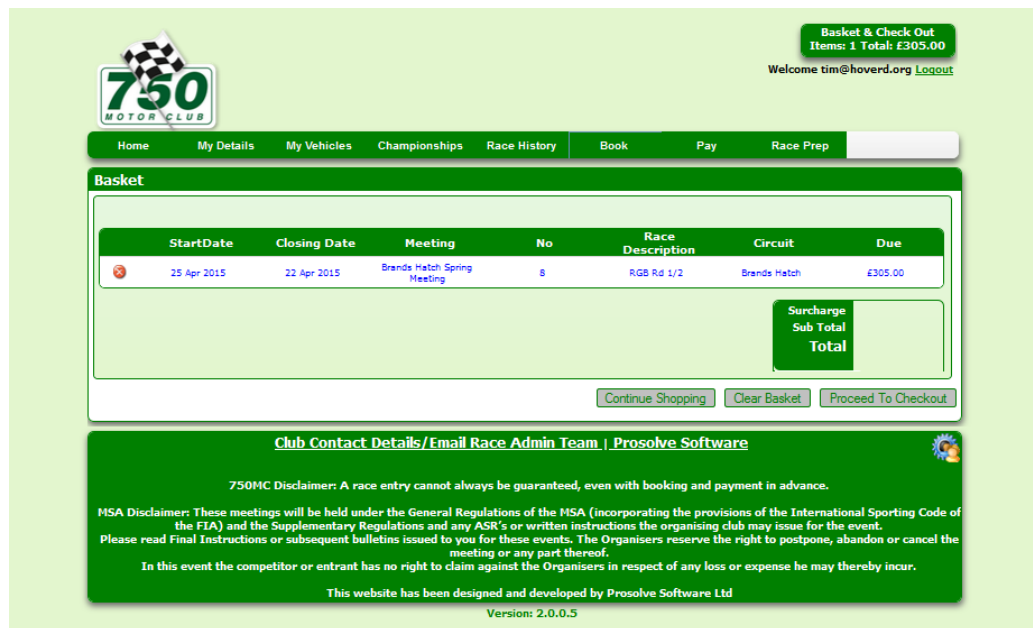 Basket & Check Out
Items: 1 Total: £305.00
Welcome tim@hoverd.org Logout
750
MOTOR CLUB
Home My Details My Vehicles Championships Race History Book Pay Race Prep
Basket
StartDate Closing Date Meeting No Race Description Circuit Due
25 Apr 2015 22 Apr 2015 Brands Hatch Spring Meeting 8 RGB Rd 1/2 Brands Hatch £305.00
Surcharge
Sub Total
Total
Continue Shopping Clear Basket Proceed To Checkout
Club Contact Details/Email Race Admin Team | Prosolve Software
750MC Disclaimer: A race entry cannot always be guaranteed, even with booking and payment in advance.
MSA Disclaimer: These meetings will be held under the General Regulations of the MSA (incorporating the provisions of the International Sporting Code of
the FIA) and the Supplementary Regulations and any ASR's or written instructions the organising club may issue for the event.
Please read Final Instructions or subsequent bulletins issued to you for these events. The Organisers reserve the right to postpone, abandon or cancel the
meeting or any part thereof.
In this event the competitor or entrant has no right to claim against the Organisers in respect of any loss or expense he may thereby incur.
This website has been designed and developed by Prosolve Software Ltd
Version: 2.0.0.5